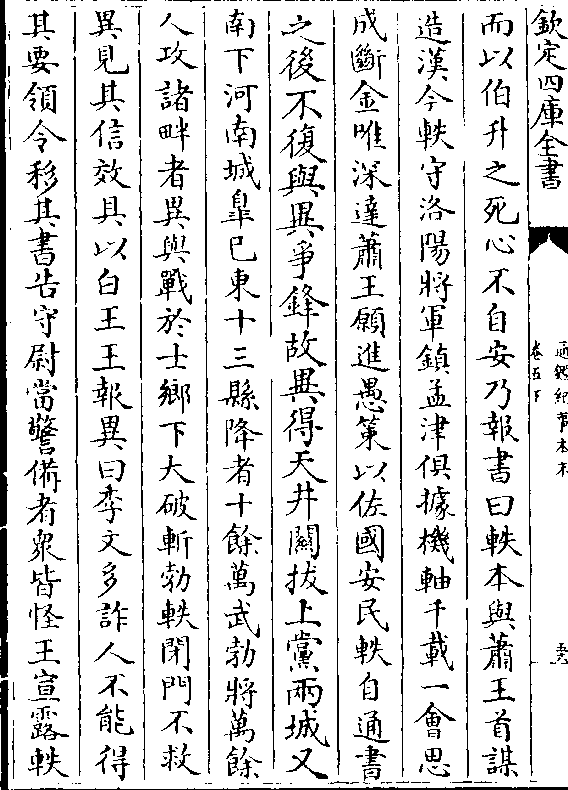 欽定四庫全書
通鑑紀事本末
卷五下
而以伯升之死心不自安乃報書曰軼本與蕭王首謀
造漢今軼守洛陽將軍鎮孟津俱據機軸千載一會思
成斷金唯深達蕭王願進愚策以佐國安民軼自通書
之後不復與異爭鋒故異得天井關拔上黨兩城又
南下河南城臯巳東十三縣降者十餘萬武勃將萬餘
人攻諸畔者異與戰於士鄉下大破斬勃軼閉門不救
異見其信效具以白王王報異曰季文多詐人不能得
其要領令移其書告守尉當警備者衆皆怪王宣露軼